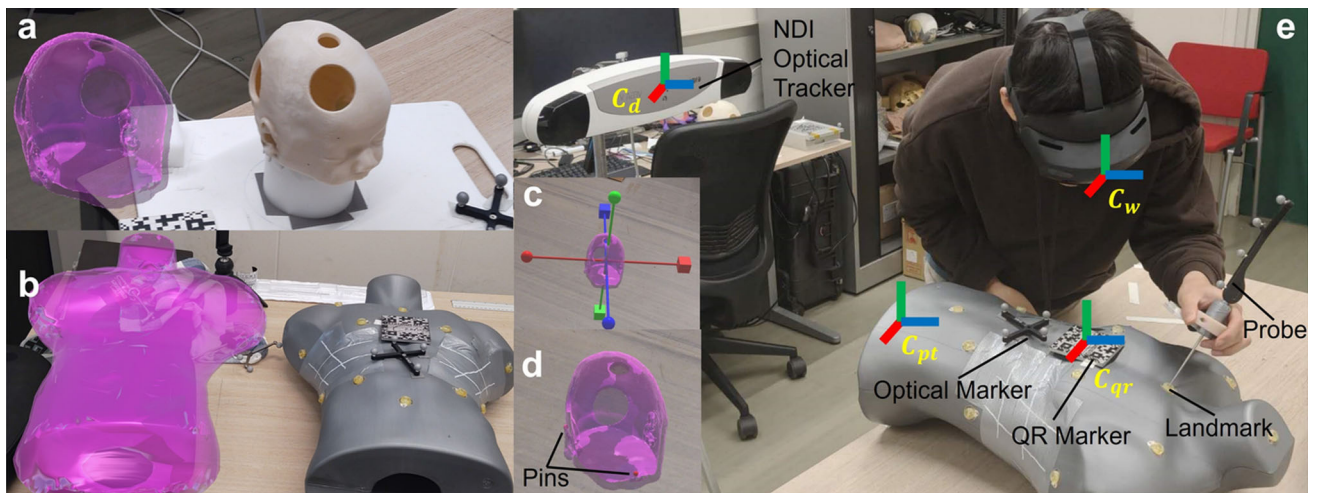 a
b
c
d
Pins
e
NDI
Optical
Tracker
C_d
C_w
C_pt
C_qr
Optical Marker
QR Marker
Landmark
Probe